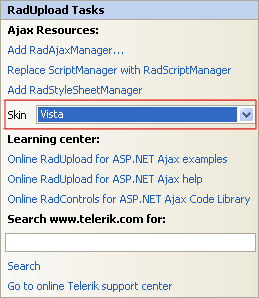 RadUpload Tasks
Ajax Resources:
Add RadAjaxManager...
Replace ScriptManager with RadScriptManager
Add RadStyleSheetManager
Skin Vista
Learning center:
Online RadUpload for ASP.NET Ajax examples
Online RadUpload for ASP.NET Ajax help
Online RadControls for ASP.NET Ajax Code Library
Search www.telerik.com for:
Search
Go to online Telerik support center